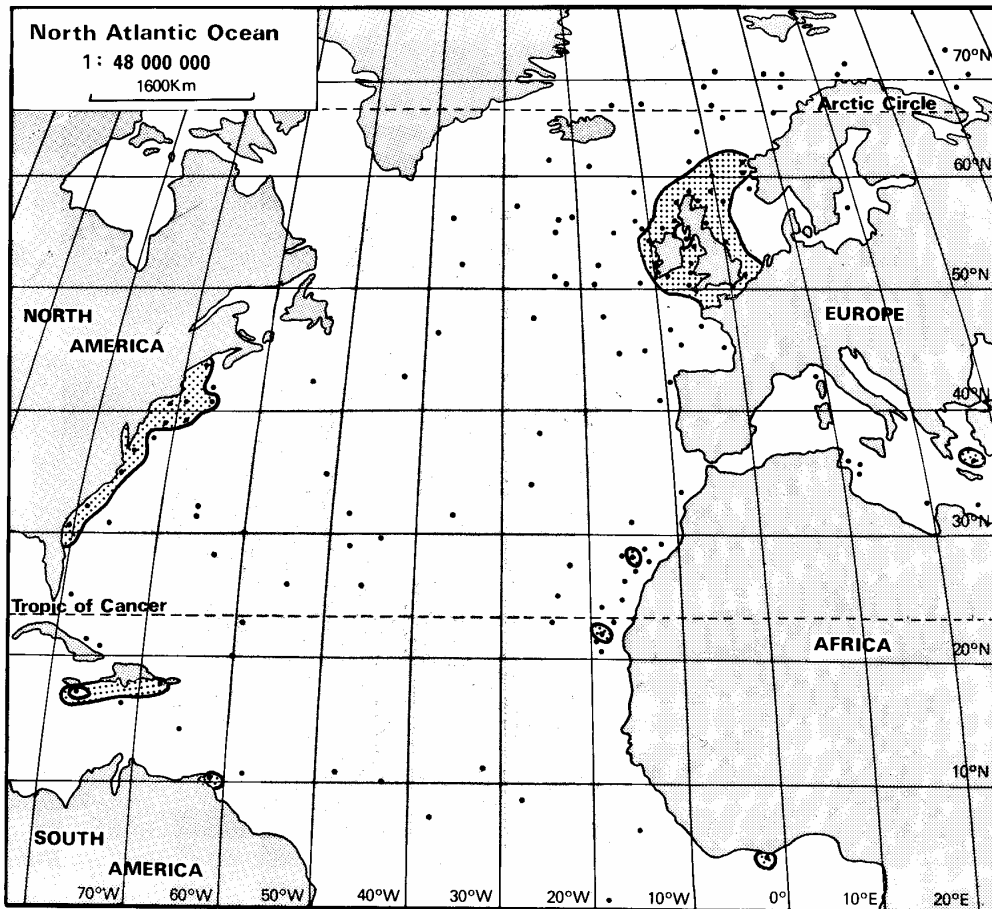 North Atlantic Ocean
1: 48 000 000
1600Km
70°N
Arctic Circle
60°N
50°N
NORTH
AMERICA
EUROPE
40°N
30°N
Tropic of Cancer
AFRICA
20°N
10°N
SOUTH
AMERICA
70°W
60°W
50°W
40°W
30°W
20°W
10°W
0°
10°E
20°E